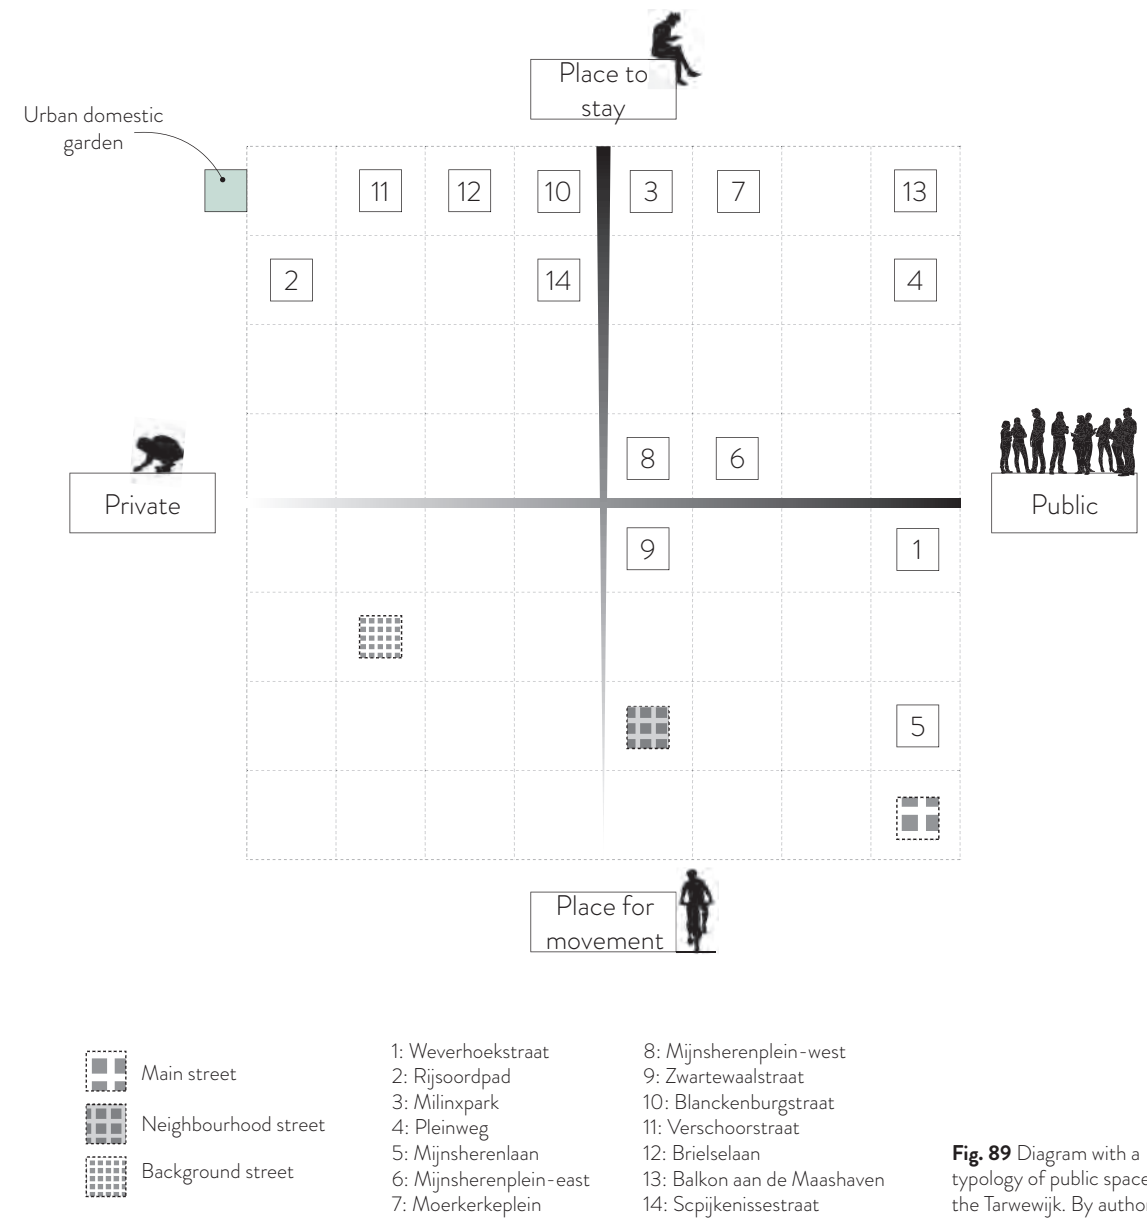 Place to
stay
Urban domestic
garden
11
12
10
3
7
13
2
14
4
8
6
Private
Public
9
1
5
Place for
movement
Main street
Neighbourhood street
Background street
1: Weverhoekstraat
2: Rijsoordpad
3: Milinxpark
4: Pleinweg
5: Mijnsherenlaan
6: Mijnsherenplein-east
7: Moerkerkeplein
8: Mijnsherenplein-west
9: Zwartewaalstraat
10: Blanckenburgstraat
11: Verschoorstraat
12: Brielselaan
13: Balkon aan de Maashaven
14: Scpijkenissestraat
Fig. 89 Diagram with a
typology of public space
the Tarwewijk. By autho